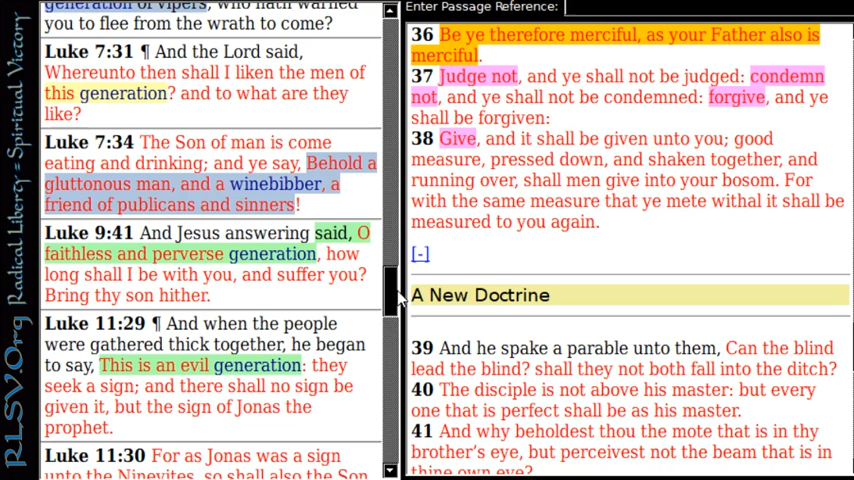 RLSV.Org Radical Liberty = Spiritual Victory
generation of vipers, who hath warned
you to flee from the wrath to come?
Luke 7:31 ¶ And the Lord said,
Whereunto then shall I liken the men of
this generation? and to what are they
like?
Luke 7:34 The Son of man is come
eating and drinking; and ye say, Behold a
gluttonous man, and a winebibber, a
friend of publicans and sinners!
Luke 9:41 And Jesus answering said, O
faithless and perverse generation, how
long shall I be with you, and suffer you?
Bring thy son hither.
Luke 11:29 ¶ And when the people
were gathered thick together, he began
to say, This is an evil generation: they
seek a sign; and there shall no sign be
given it, but the sign of Jonas the
prophet.
Luke 11:30 For as Jonas was a sign
unto the Ninevites, so shall also the Son
Enter Passage Reference:
36 Be ye therefore merciful, as your Father also is
merciful.
37 Judge not, and ye shall not be judged: condemn
not, and ye shall not be condemned: forgive, and ye
shall be forgiven:
38 Give, and it shall be given unto you; good
measure, pressed down, and shaken together, and
running over, shall men give into your bosom. For
with the same measure that ye mete withal it shall be
measured to you again.
[-]
A New Doctrine
39 And he spake a parable unto them, Can the blind
lead the blind? shall they not both fall into the ditch?
40 The disciple is not above his master: but every
one that is perfect shall be as his master.
41 And why beholdest thou the mote that is in thy
brother's eye, but perceivest not the beam that is in
thine own eye?